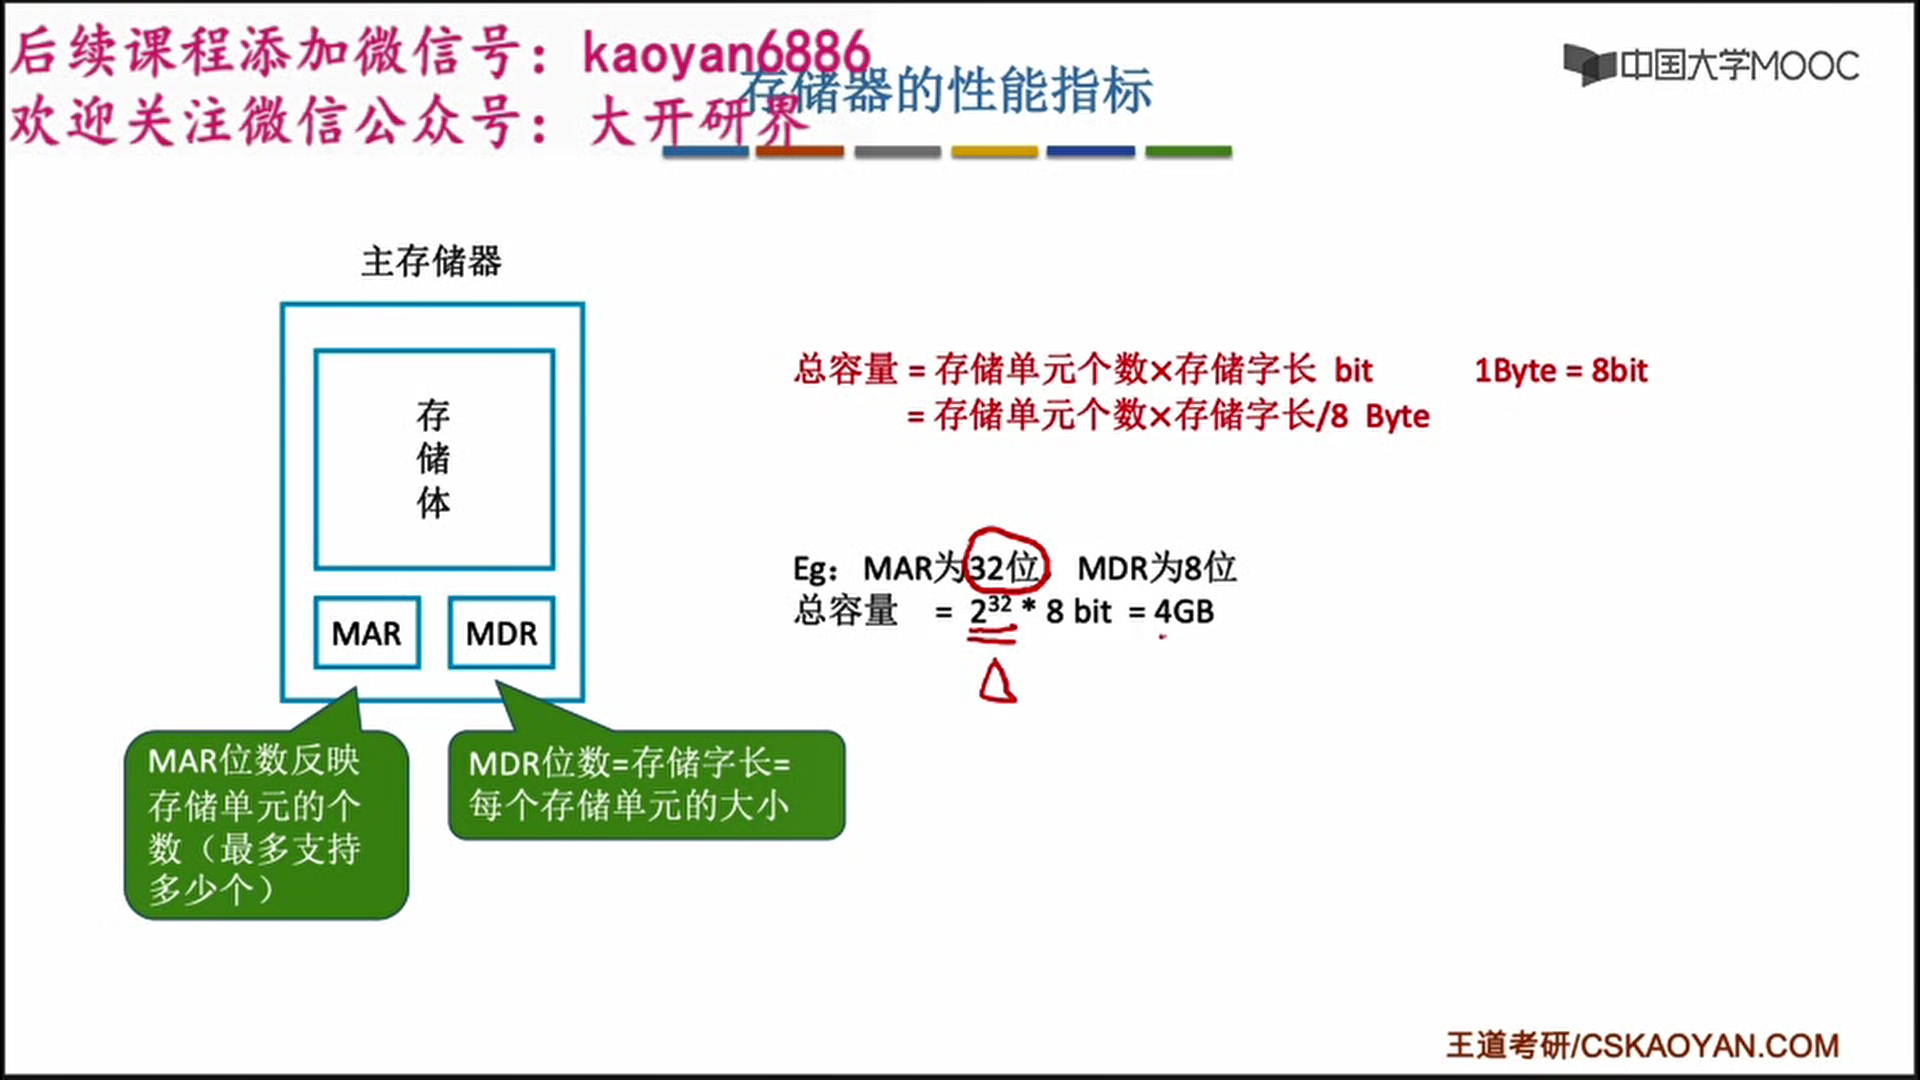 后续课程添加微信号：kaoyan6886
欢迎关注微信公众号：大开研界
存储器的性能指标
中国大学MOOC
主存储器
存
储
体
MAR
MDR
MAR位数反映
存储单元的个
数（最多支持
多少个）
MDR位数=存储字长=
每个存储单元的大小
总容量 = 存储单元个数×存储字长 bit 1Byte = 8bit
= 存储单元个数×存储字长/8 Byte
Eg： MAR为32位， MDR为8位
总容量 = 2³² * 8 bit = 4GB
王道考研/CSKAOYAN.COM